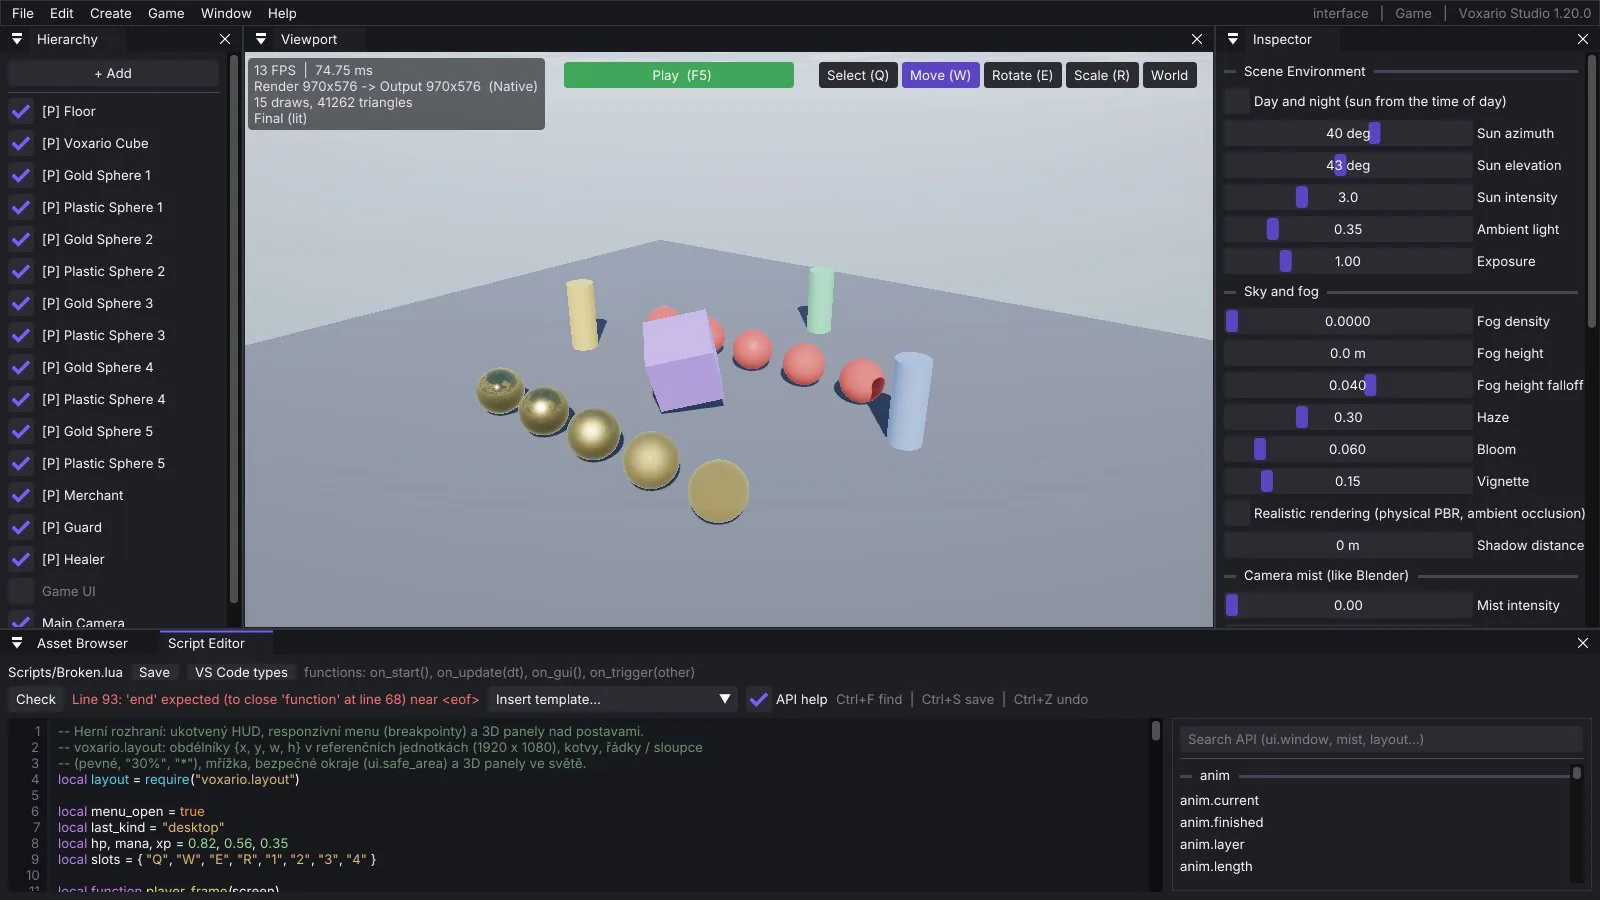 File Edit Create Game Window Help
interface | Game | Voxario Studio 1.20.0
Hierarchy
+ Add
[P] Floor
[P] Voxario Cube
[P] Gold Sphere 1
[P] Plastic Sphere 1
[P] Gold Sphere 2
[P] Plastic Sphere 2
[P] Gold Sphere 3
[P] Plastic Sphere 3
[P] Gold Sphere 4
[P] Plastic Sphere 4
[P] Gold Sphere 5
[P] Plastic Sphere 5
[P] Merchant
[P] Guard
[P] Healer
Game UI
Main Camera
Viewport
13 FPS | 74.75 ms
Render 970x576 -> Output 970x576 (Native)
15 draws, 41262 triangles
Final (lit)
Play (F5)
Select (Q) Move (W) Rotate (E) Scale (R) World
Inspector
Scene Environment
Day and night (sun from the time of day)
40 deg Sun azimuth
43 deg Sun elevation
3.0 Sun intensity
0.35 Ambient light
1.00 Exposure
Sky and fog
0.0000 Fog density
0.0 m Fog height
0.040 Fog height falloff
0.30 Haze
0.060 Bloom
0.15 Vignette
Realistic rendering (physical PBR, ambient occlusion)
0 m Shadow distance
Camera mist (like Blender)
0.00 Mist intensity
Asset Browser Script Editor
Scripts/Broken.lua Save VS Code types functions: on_start(), on_update(dt), on_gui(), on_trigger(other)
Check Line 93: 'end' expected (to close 'function' at line 68) near <eof> Insert template... API help Ctrl+F find | Ctrl+S save | Ctrl+Z undo
1 -- Herní rozhraní: ukotvený HUD, responzivní menu (breakpointy) a 3D panely nad postavami.
2 -- voxario.layout: obdélníky {x, y, w, h} v referenčních jednotkách (1920 x 1080), kotvy, řádky / sloupce
3 -- (pevné, "30%", "*"), mřížka, bezpečné okraje (ui.safe_area) a 3D panely ve světě.
4 local layout = require("voxario.layout")
5
6 local menu_open = true
7 local last_kind = "desktop"
8 local hp, mana, xp = 0.82, 0.56, 0.35
9 local slots = { "Q", "W", "E", "R", "1", "2", "3", "4" }
10
11 local function player_frame(screen)
Search API (ui.window, mist, layout...)
anim
anim.current
anim.finished
anim.layer
anim.length